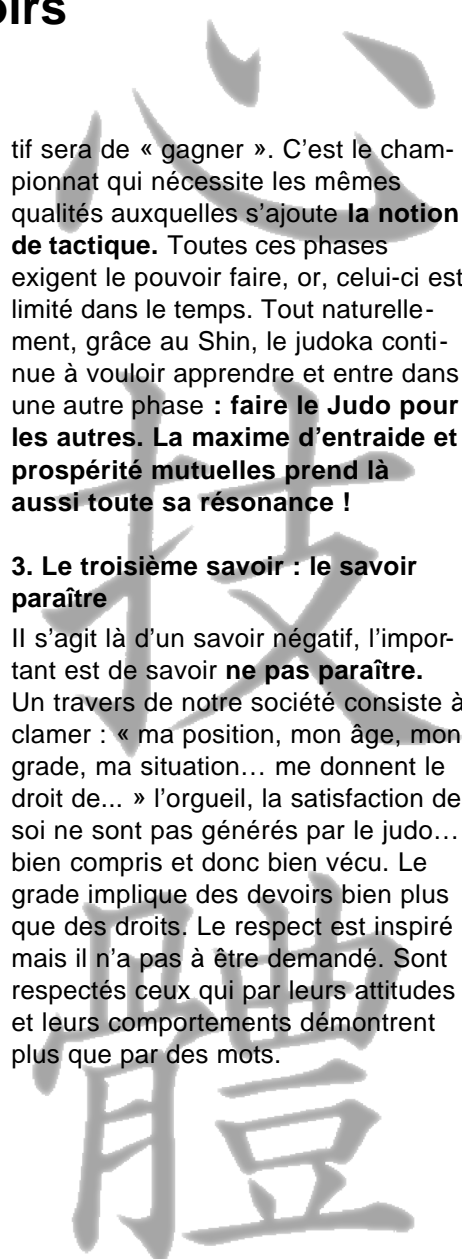 oirs
心
tif sera de « gagner ». C’est le cham-
pionnat qui nécessite les mêmes
qualités auxquelles s’ajoute la notion
de tactique. Toutes ces phases
exigent le pouvoir faire, or, celui-ci est
limité dans le temps. Tout naturelle-
ment, grâce au Shin, le judoka conti-
nue à vouloir apprendre et entre dans
une autre phase : faire le Judo pour
les autres. La maxime d’entraide et
prospérité mutuelles prend là
aussi toute sa résonance !
技
3. Le troisième savoir : le savoir
paraître
II s’agit là d’un savoir négatif, l’impor-
tant est de savoir ne pas paraître.
Un travers de notre société consiste à
clamer : « ma position, mon âge, mon
grade, ma situation… me donnent le
droit de... » l’orgueil, la satisfaction de
soi ne sont pas générés par le judo…
bien compris et donc bien vécu. Le
grade implique des devoirs bien plus
que des droits. Le respect est inspiré
mais il n’a pas à être demandé. Sont
respectés ceux qui par leurs attitudes
et leurs comportements démontrent
plus que par des mots.
體